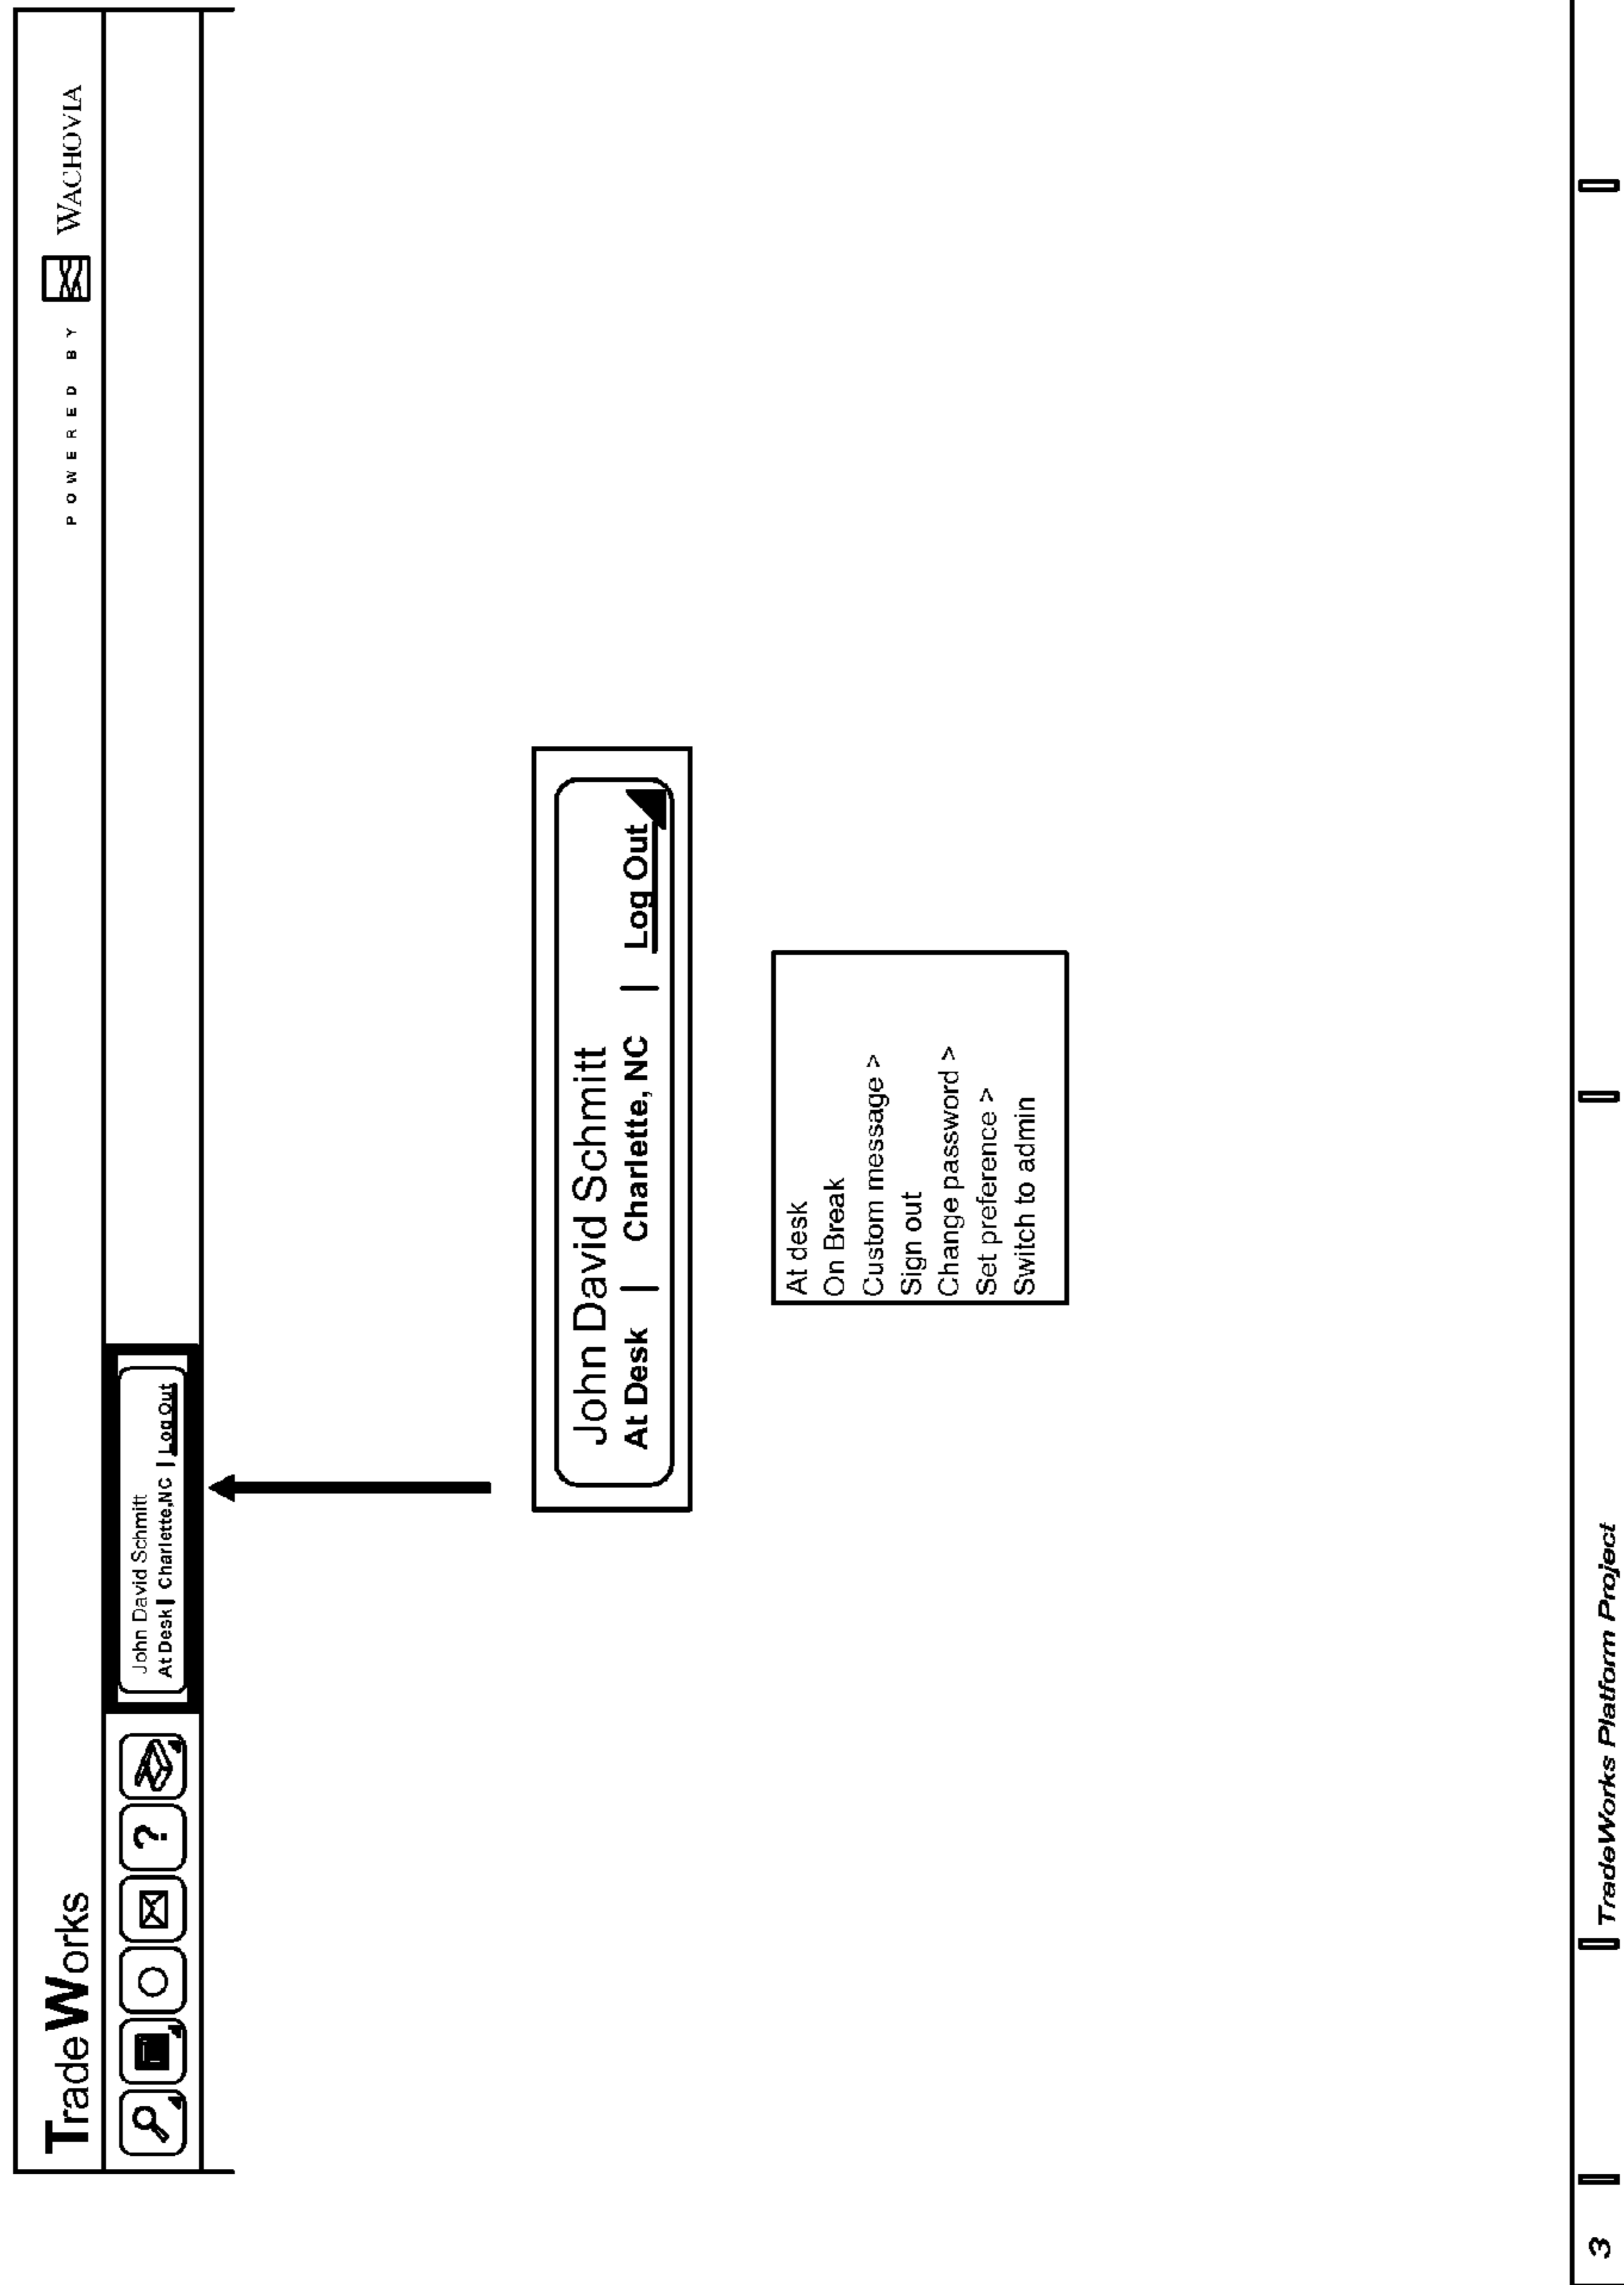 TradeWorks
POWERED BY WACHOVIA
?
John David Schmitt
At Desk | Charlette,NC | Log Out
John David Schmitt
At Desk | Charlette, NC | Log Out
At desk
On Break
Custom message >
Sign out
Change password >
Set preference >
Switch to admin
3 TradeWorks Platform Project